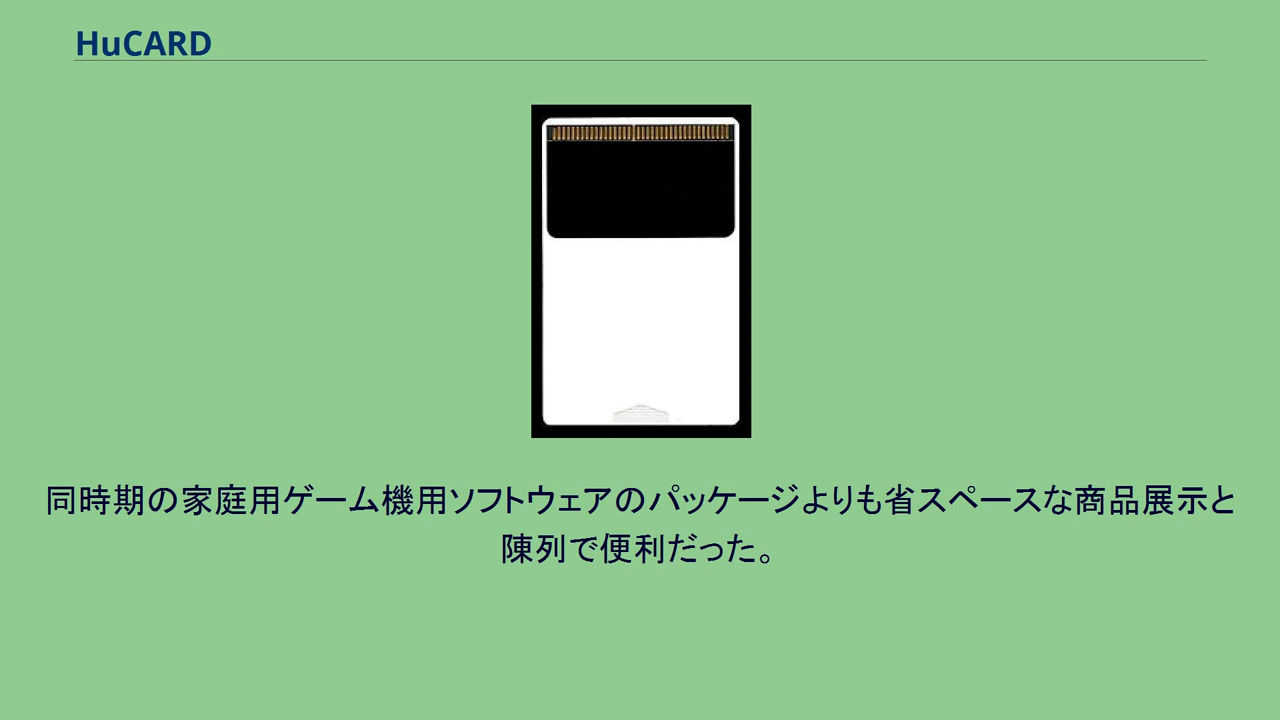 HuCARD
同時期の家庭用ゲーム機用ソフトウェアのパッケージよりも省スペースな商品展示と
陳列で便利だった。